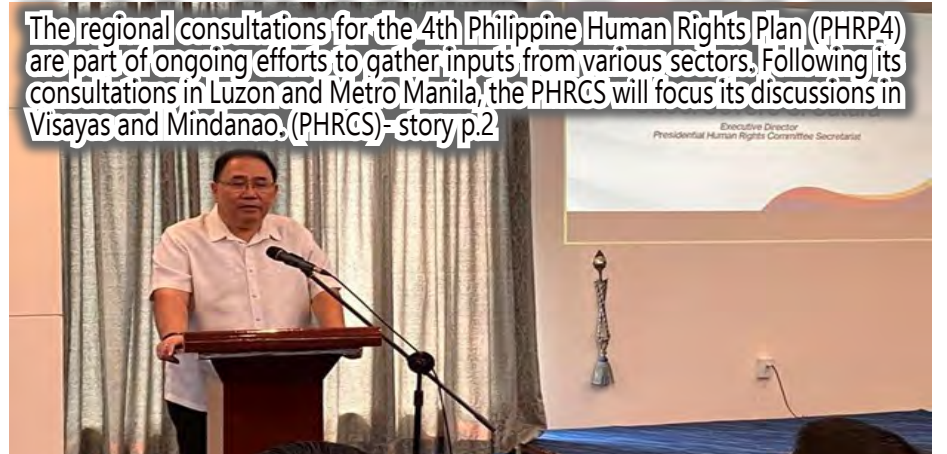 The regional consultations for the 4th Philippine Human Rights Plan (PHRP4)
are part of ongoing efforts to gather inputs from various sectors. Following its
consultations in Luzon and Metro Manila, the PHRCS will focus its discussions in
Visayas and Mindanao. (PHRCS)- story p.2
Executive Director
Presidential Human Rights Committee Secretariat